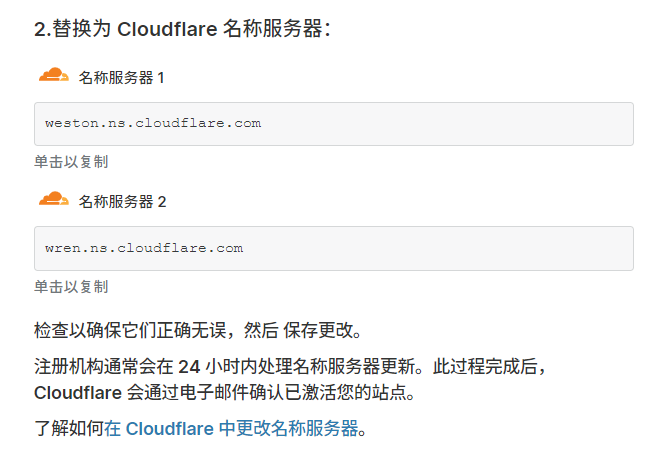 2.替换为 Cloudflare 名称服务器：
名称服务器 1
weston.ns.cloudflare.com
单击以复制
名称服务器 2
wren.ns.cloudflare.com
单击以复制
检查以确保它们正确无误，然后 保存更改。
注册机构通常会在 24 小时内处理名称服务器更新。此过程完成后，
Cloudflare 会通过电子邮件确认已激活您的站点。
了解如何在 Cloudflare 中更改名称服务器。